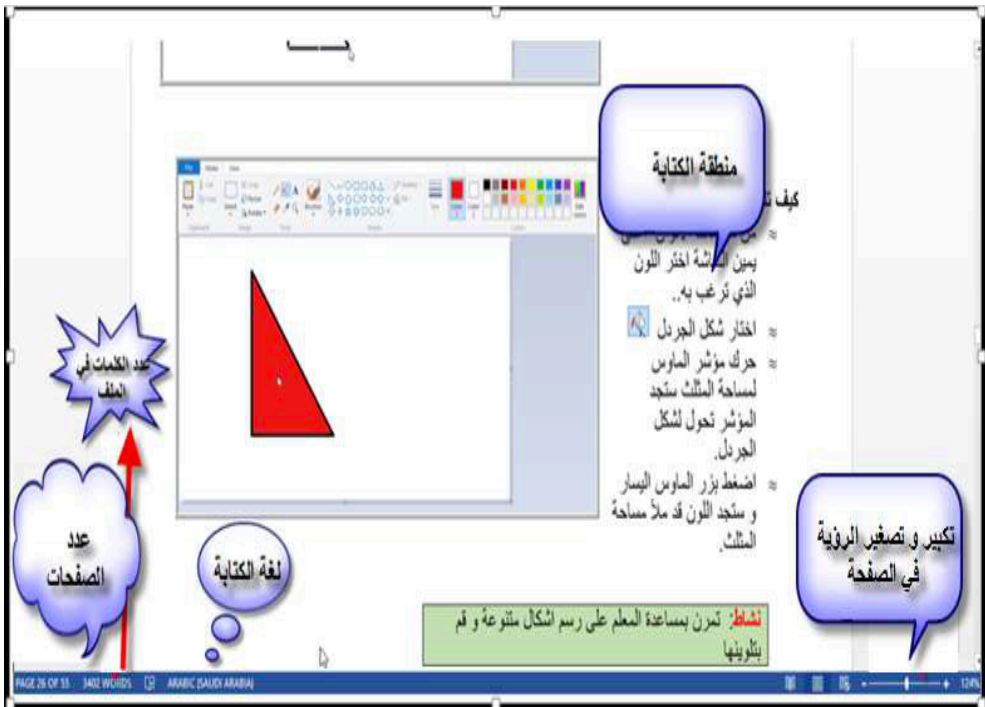 منطقة الكتابة
كيف
يمين الشاشة اختر اللون
الذي ترغب به..
≈ اختار شكل الجردل
≈ حرك مؤشر الماوس
لمساحة المثلث ستجد
المؤشر تحول لشكل
الجردل.
≈ اضغط بزر الماوس اليسار
و ستجد اللون قد ملأ مساحة
المثلث.
عدد الكلمات في
الملف
عدد
الصفحات
لغة الكتابة
تكبير و تصغير الرؤية
في الصفحة
نشاط: تمرن بمساعدة المعلم على رسم اشكال متنوعة و قم
بتلوينها
PAGE 26 OF 55 3402 WORDS ARABIC (SAUDI ARABIA) 124%